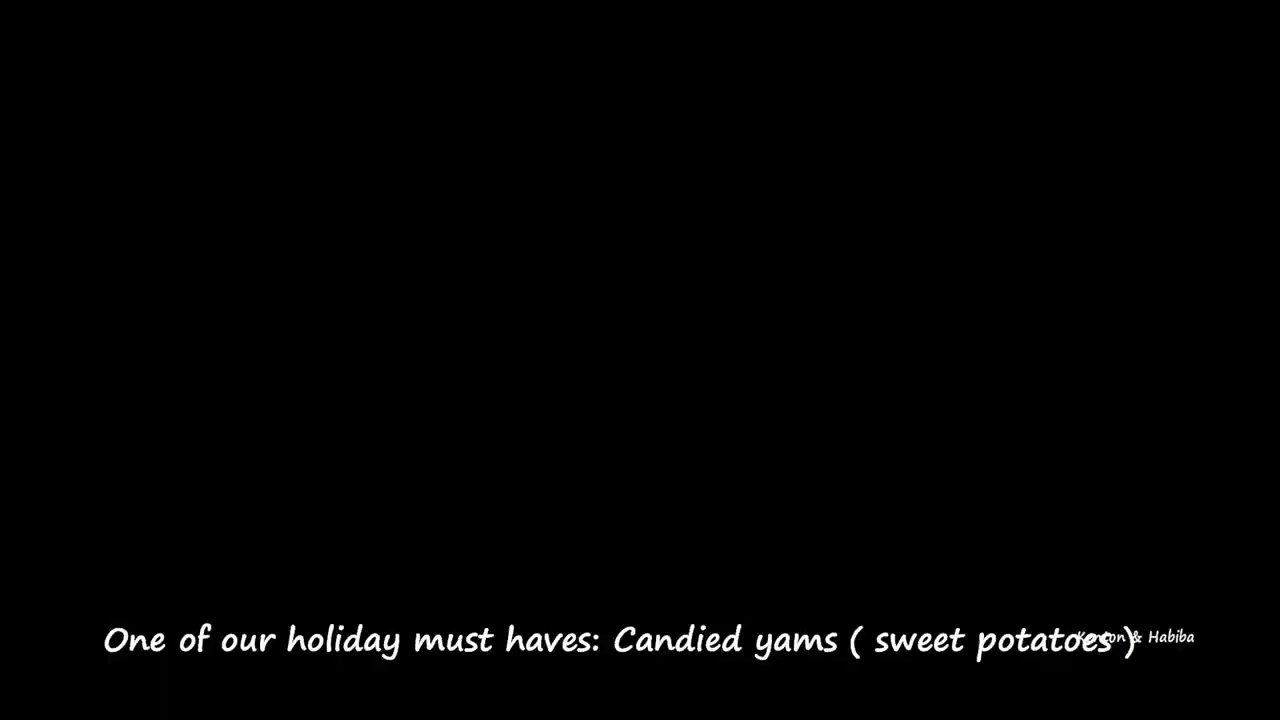 One of our holiday must haves: Candied yams ( sweet potatoes )
& Habiba